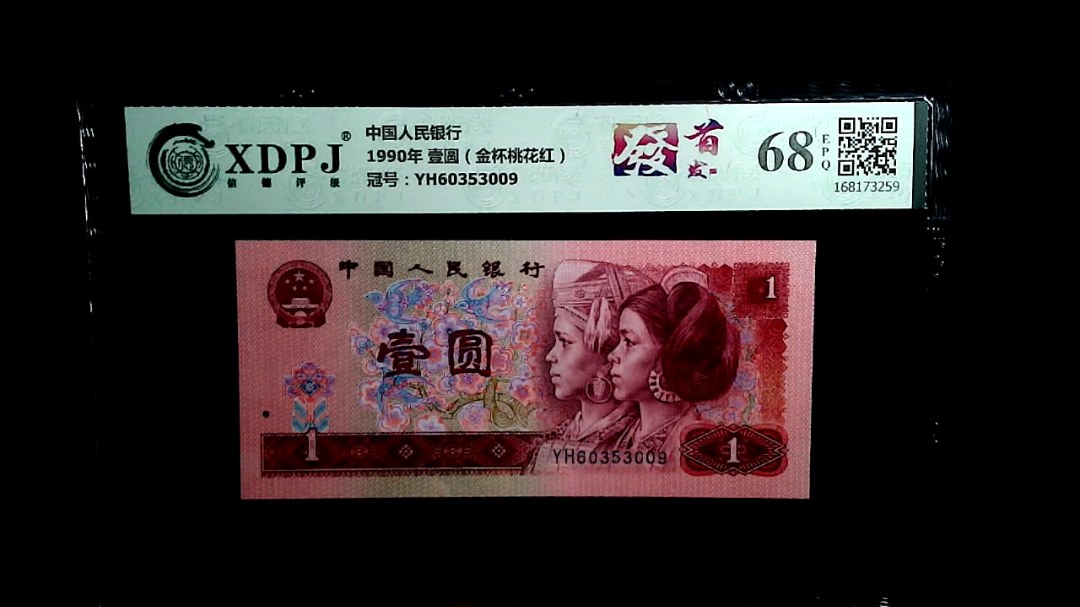 XDPJ®
信德评级
中国人民银行
1990年 壹圆（金杯桃花红）
冠号：YH60353009
發
首发
68
EPQ
168173259
中国人民银行
1
壹圆
1
YH60353009
1